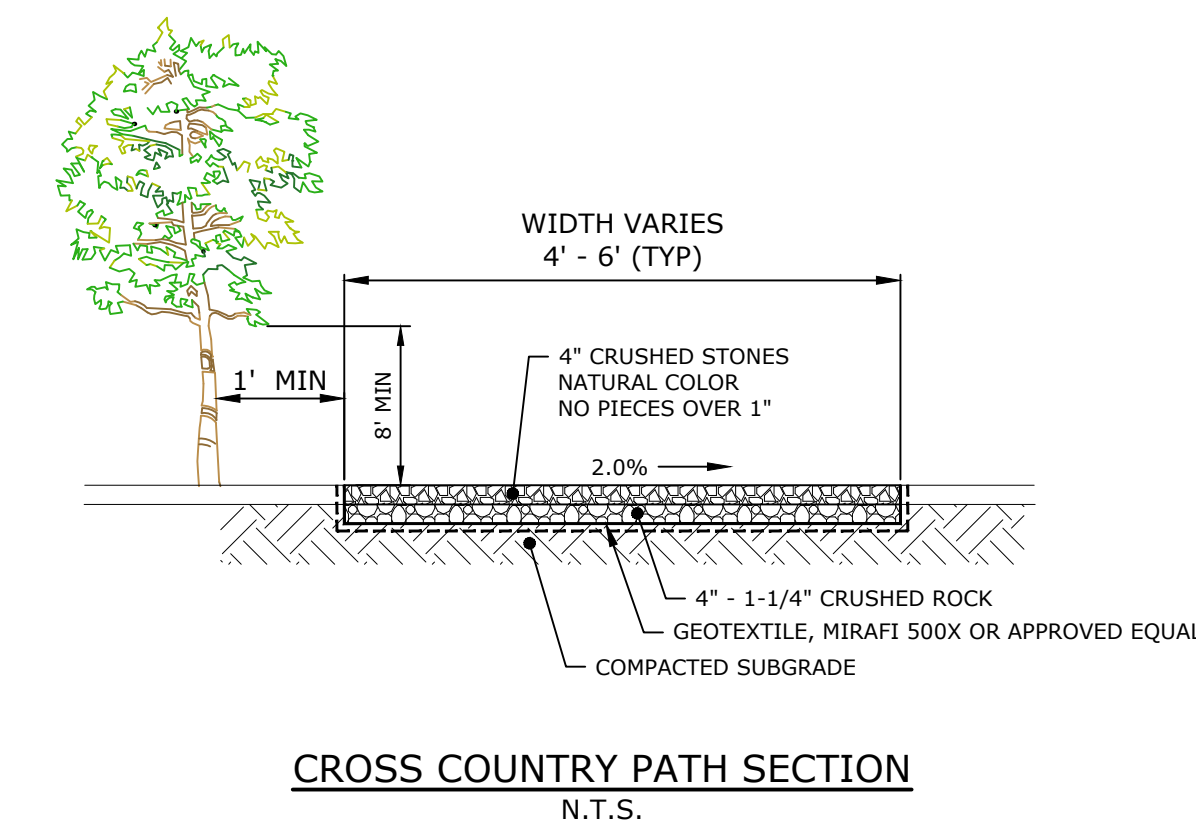 WIDTH VARIES
4' - 6' (TYP)
4" CRUSHED STONES
NATURAL COLOR
NO PIECES OVER 1"
1' MIN
8' MIN
2.0%
4" - 1-1/4" CRUSHED ROCK
GEOTEXTILE, MIRAFI 500X OR APPROVED EQUAL
COMPACTED SUBGRADE
CROSS COUNTRY PATH SECTION
N.T.S.